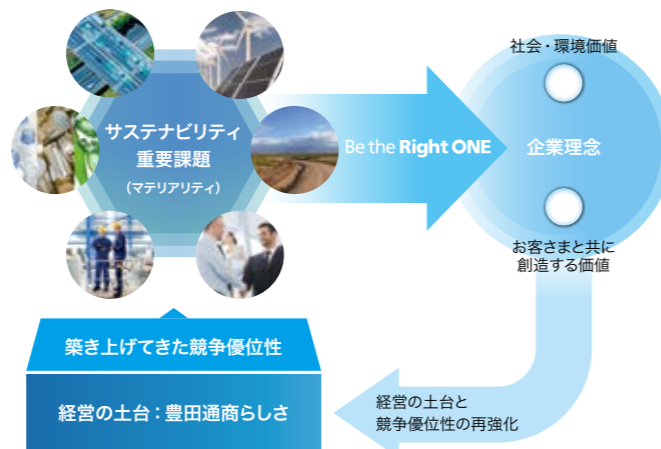 社会・環境価値
サステナビリティ
重要課題
（マテリアリティ）
Be the Right ONE
企業理念
お客さまと共に
創造する価値
築き上げてきた競争優位性
経営の土台：豊田通商らしさ
経営の土台と
競争優位性の再強化